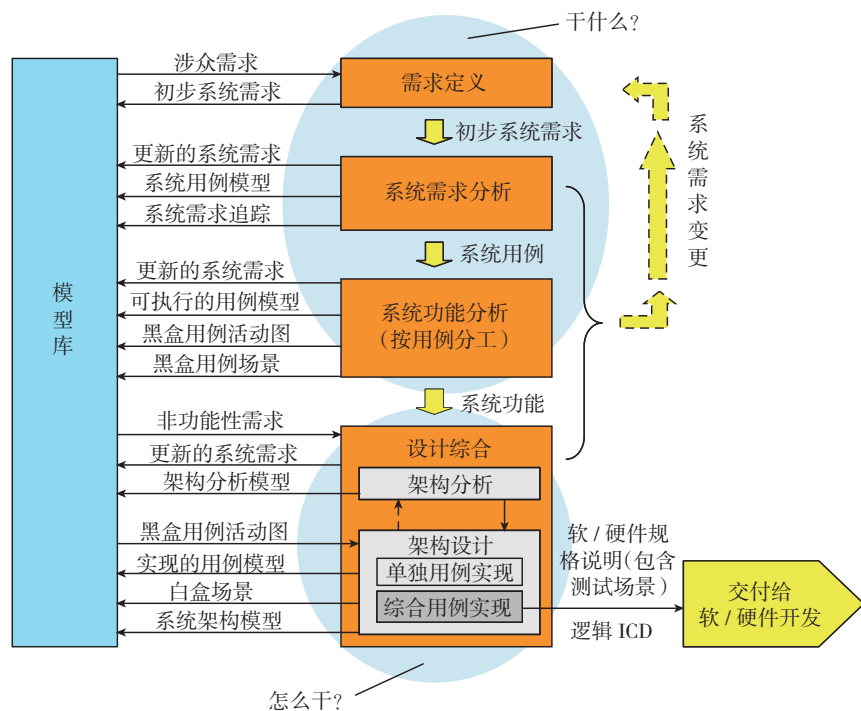 干什么?
涉众需求
需求定义
初步系统需求
初步系统需求
更新的系统需求
系统用例模型
系统需求分析
系统需求追踪
系统需求变更
系统用例
更新的系统需求
可执行的用例模型
系统功能分析
(按用例分工)
黑盒用例活动图
黑盒用例场景
模型库
系统功能
非功能性需求
设计综合
更新的系统需求
架构分析模型
架构分析
黑盒用例活动图
架构设计
实现的用例模型
单独用例实现
白盒场景
综合用例实现
系统架构模型
软/硬件规
格说明(包含
测试场景)
逻辑 ICD
交付给
软/硬件开发
怎么干?